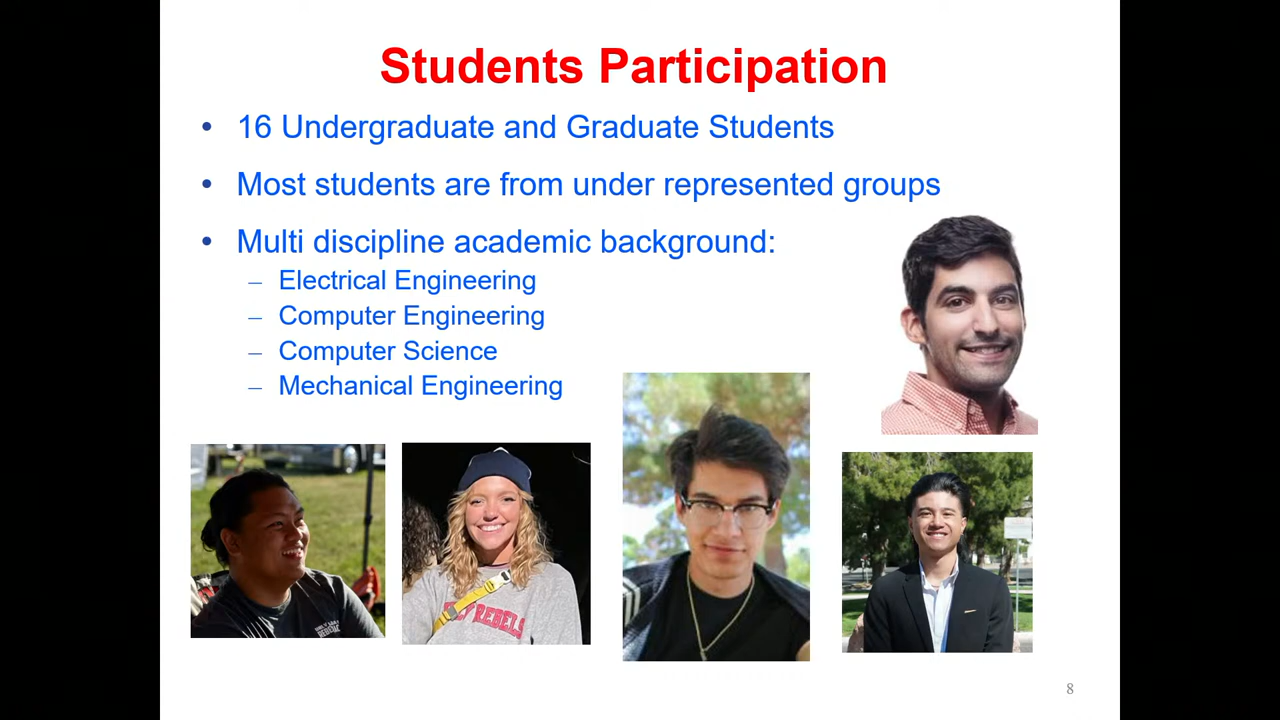 Students Participation
• 16 Undergraduate and Graduate Students
• Most students are from under represented groups
• Multi discipline academic background:
– Electrical Engineering
– Computer Engineering
– Computer Science
– Mechanical Engineering
REBELS
8